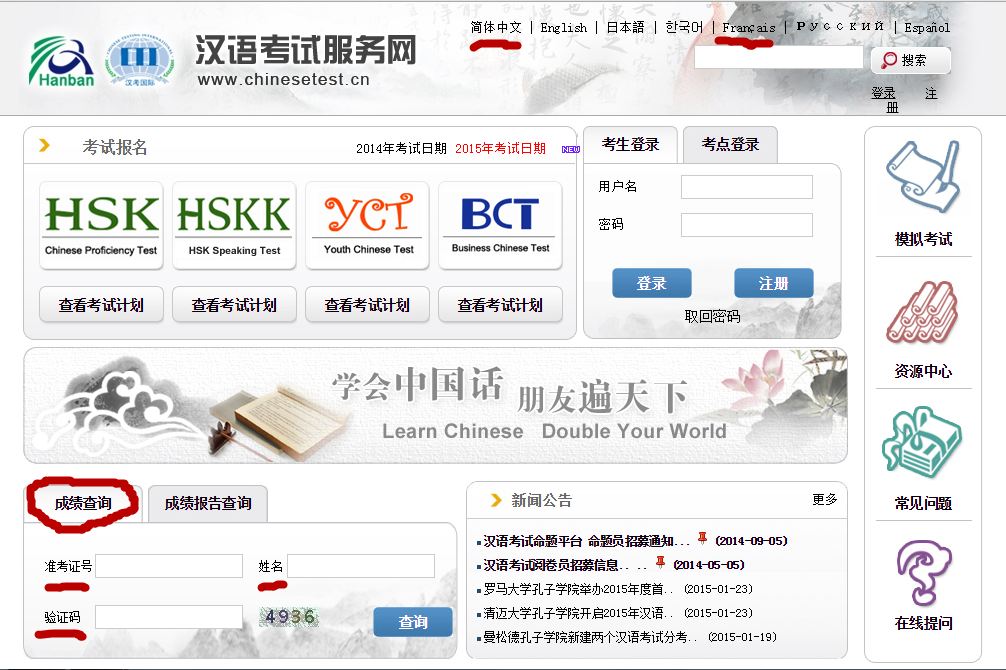 简体中文 | English | 日本語 | 한국어 | Français | Русский | Español
Hanban
汉考国际
汉语考试服务网
www.chinesetest.cn
搜索
登录 注册
考试报名
2014年考试日期 2015年考试日期 NEW
HSK
Chinese Proficiency Test
HSKK
HSK Speaking Test
YCT
Youth Chinese Test
BCT
Business Chinese Test
查看考试计划 查看考试计划 查看考试计划 查看考试计划
考生登录 考点登录
用户名
密码
登录 注册
取回密码
模拟考试
资源中心
常见问题
在线提问
学会中国话 朋友遍天下
Learn Chinese Double Your World
成绩查询 成绩报告查询
准考证号 姓名
验证码 4936 查询
新闻公告 更多
汉语考试命题平台 命题员招募通知... (2014-09-05)
汉语考试阅卷员招募信息.. .. (2014-05-05)
罗马大学孔子学院举办2015年度首.. (2015-01-23)
清迈大学孔子学院开启2015年汉语.. (2015-01-23)
曼松德孔子学院新建两个汉语考试分考.. (2015-01-19)